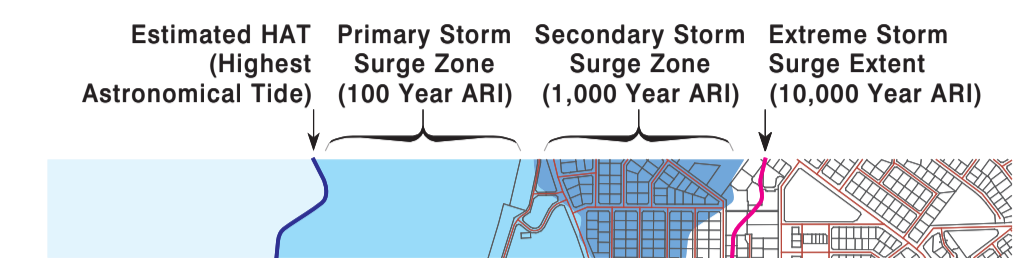 Estimated HAT
(Highest
Astronomical Tide)
Primary Storm
Surge Zone
(100 Year ARI)
Secondary Storm
Surge Zone
(1,000 Year ARI)
Extreme Storm
Surge Extent
(10,000 Year ARI)